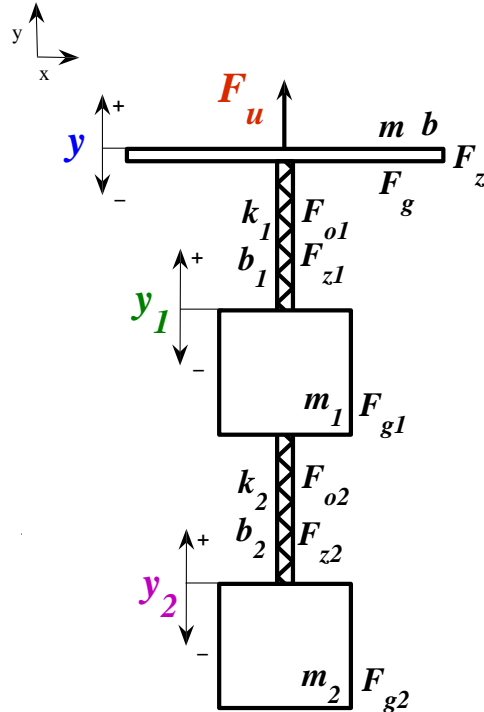 y
x
F_u
+
m b
y
F_z
F_g
−
k_1 F_o1
b_1 F_z1
+
y_1
−
m_1 F_g1
k_2 F_o2
b_2 F_z2
+
y_2
−
m_2 F_g2